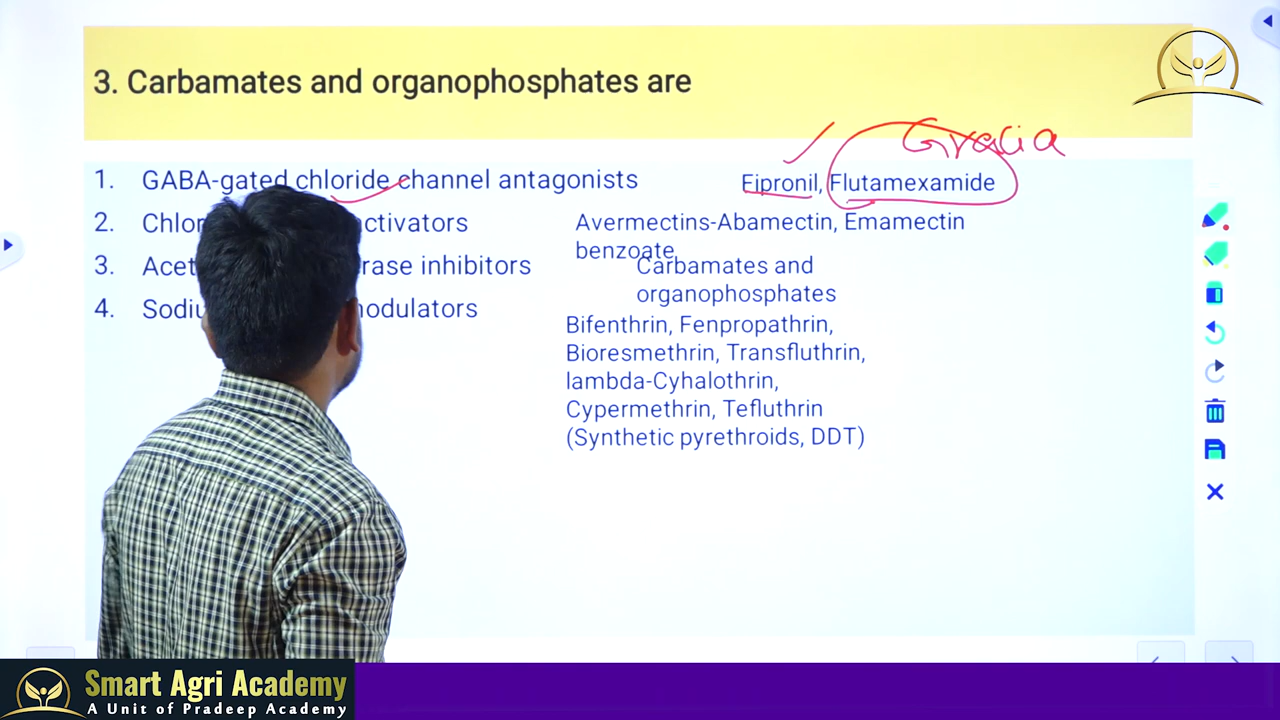 3. Carbamates and organophosphates are
Gracia
1. GABA-gated chloride channel antagonists
Fipronil, Flutamexamide
2. Chlor ctivators
Avermectins-Abamectin, Emamectin
benzoate
3. Acet rase inhibitors
Carbamates and
organophosphates
4. Sodiu odulators
Bifenthrin, Fenpropathrin,
Bioresmethrin, Transfluthrin,
lambda-Cyhalothrin,
Cypermethrin, Tefluthrin
(Synthetic pyrethroids, DDT)
Smart Agri Academy
A Unit of Pradeep Academy